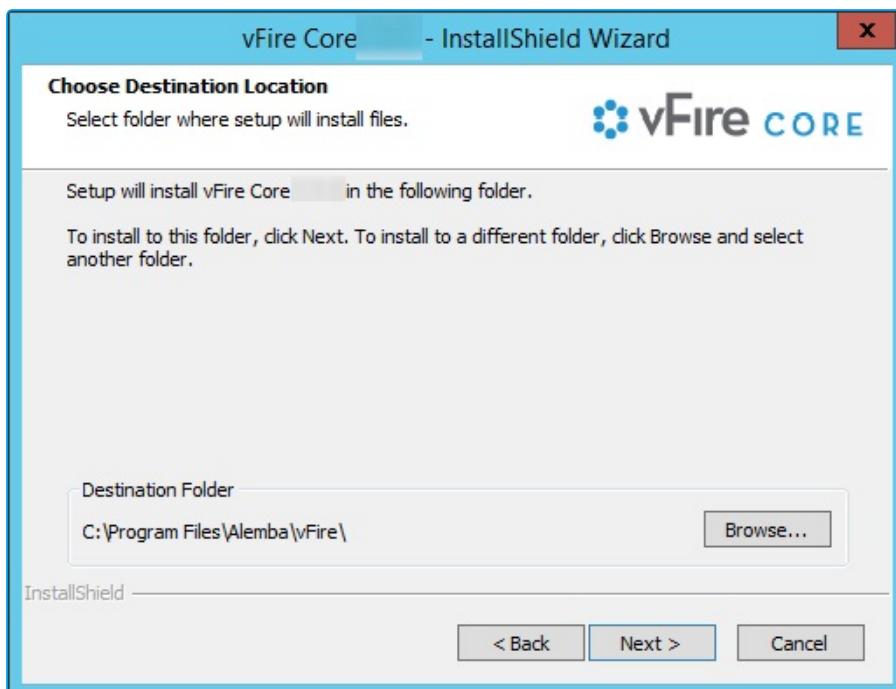 vFire Core - InstallShield Wizard
x
Choose Destination Location
Select folder where setup will install files.
vFire CORE
Setup will install vFire Core in the following folder.
To install to this folder, click Next. To install to a different folder, click Browse and select
another folder.
Destination Folder
C:\Program Files\Alemba\vFire\
Browse...
InstallShield
< Back
Next >
Cancel